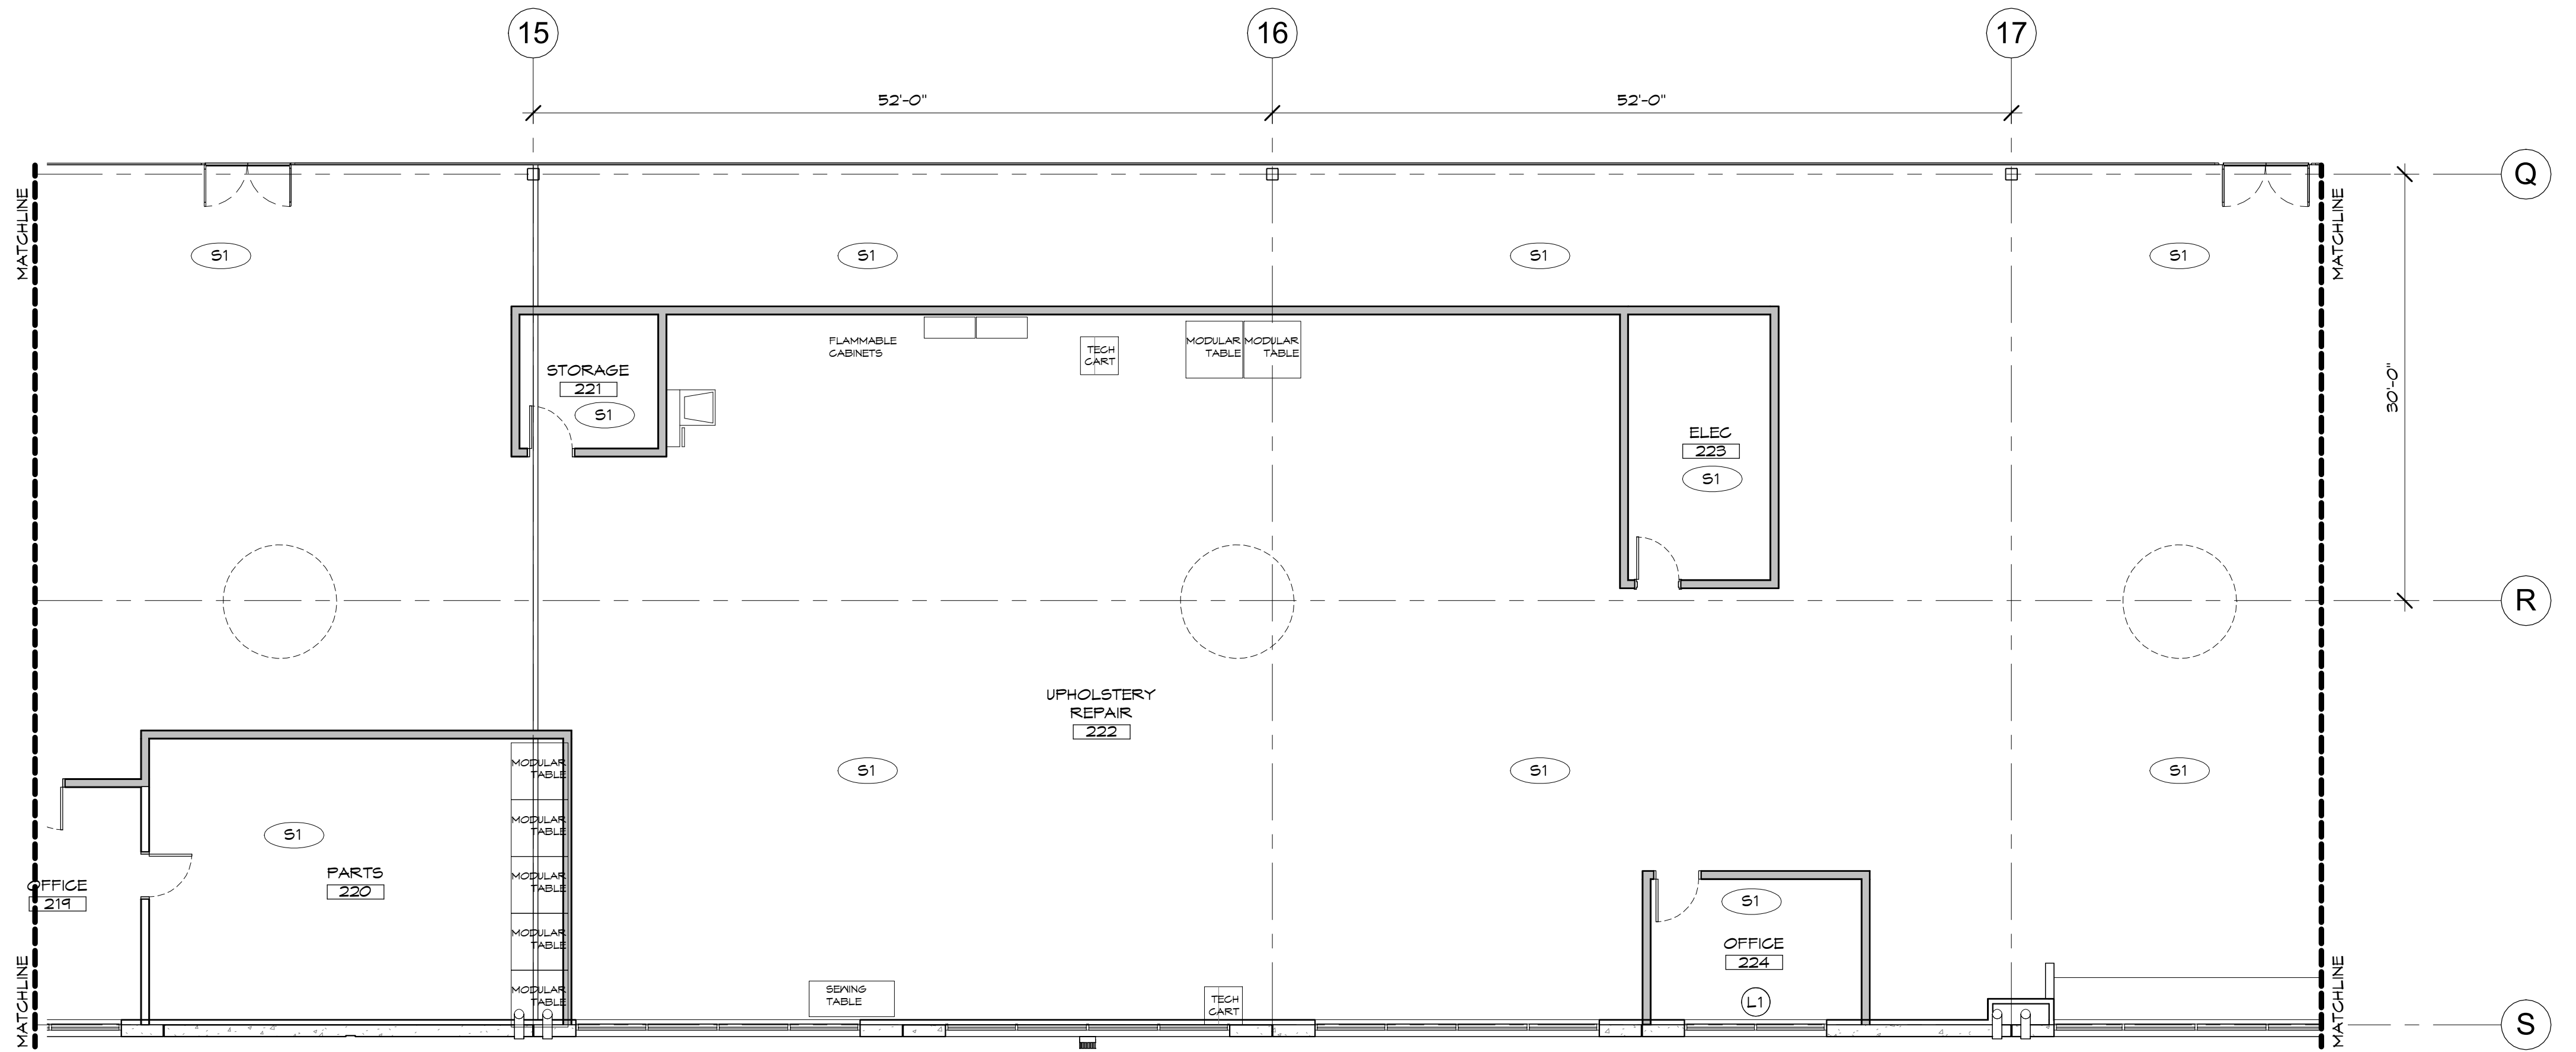 15
16
17
52'-0"
52'-0"
Q
MATCHLINE
MATCHLINE
S1
S1
S1
S1
FLAMMABLE
CABINETS
TECH
CART
MODULAR
TABLE
MODULAR
TABLE
STORAGE
221
S1
30'-0"
ELEC
223
S1
R
UPHOLSTERY
REPAIR
222
MODULAR
TABLE
S1
S1
S1
MODULAR
TABLE
S1
PARTS
220
MODULAR
TABLE
OFFICE
219
S1
MODULAR
TABLE
OFFICE
224
MODULAR
TABLE
SEWING
TABLE
TECH
CART
L1
MATCHLINE
MATCHLINE
S